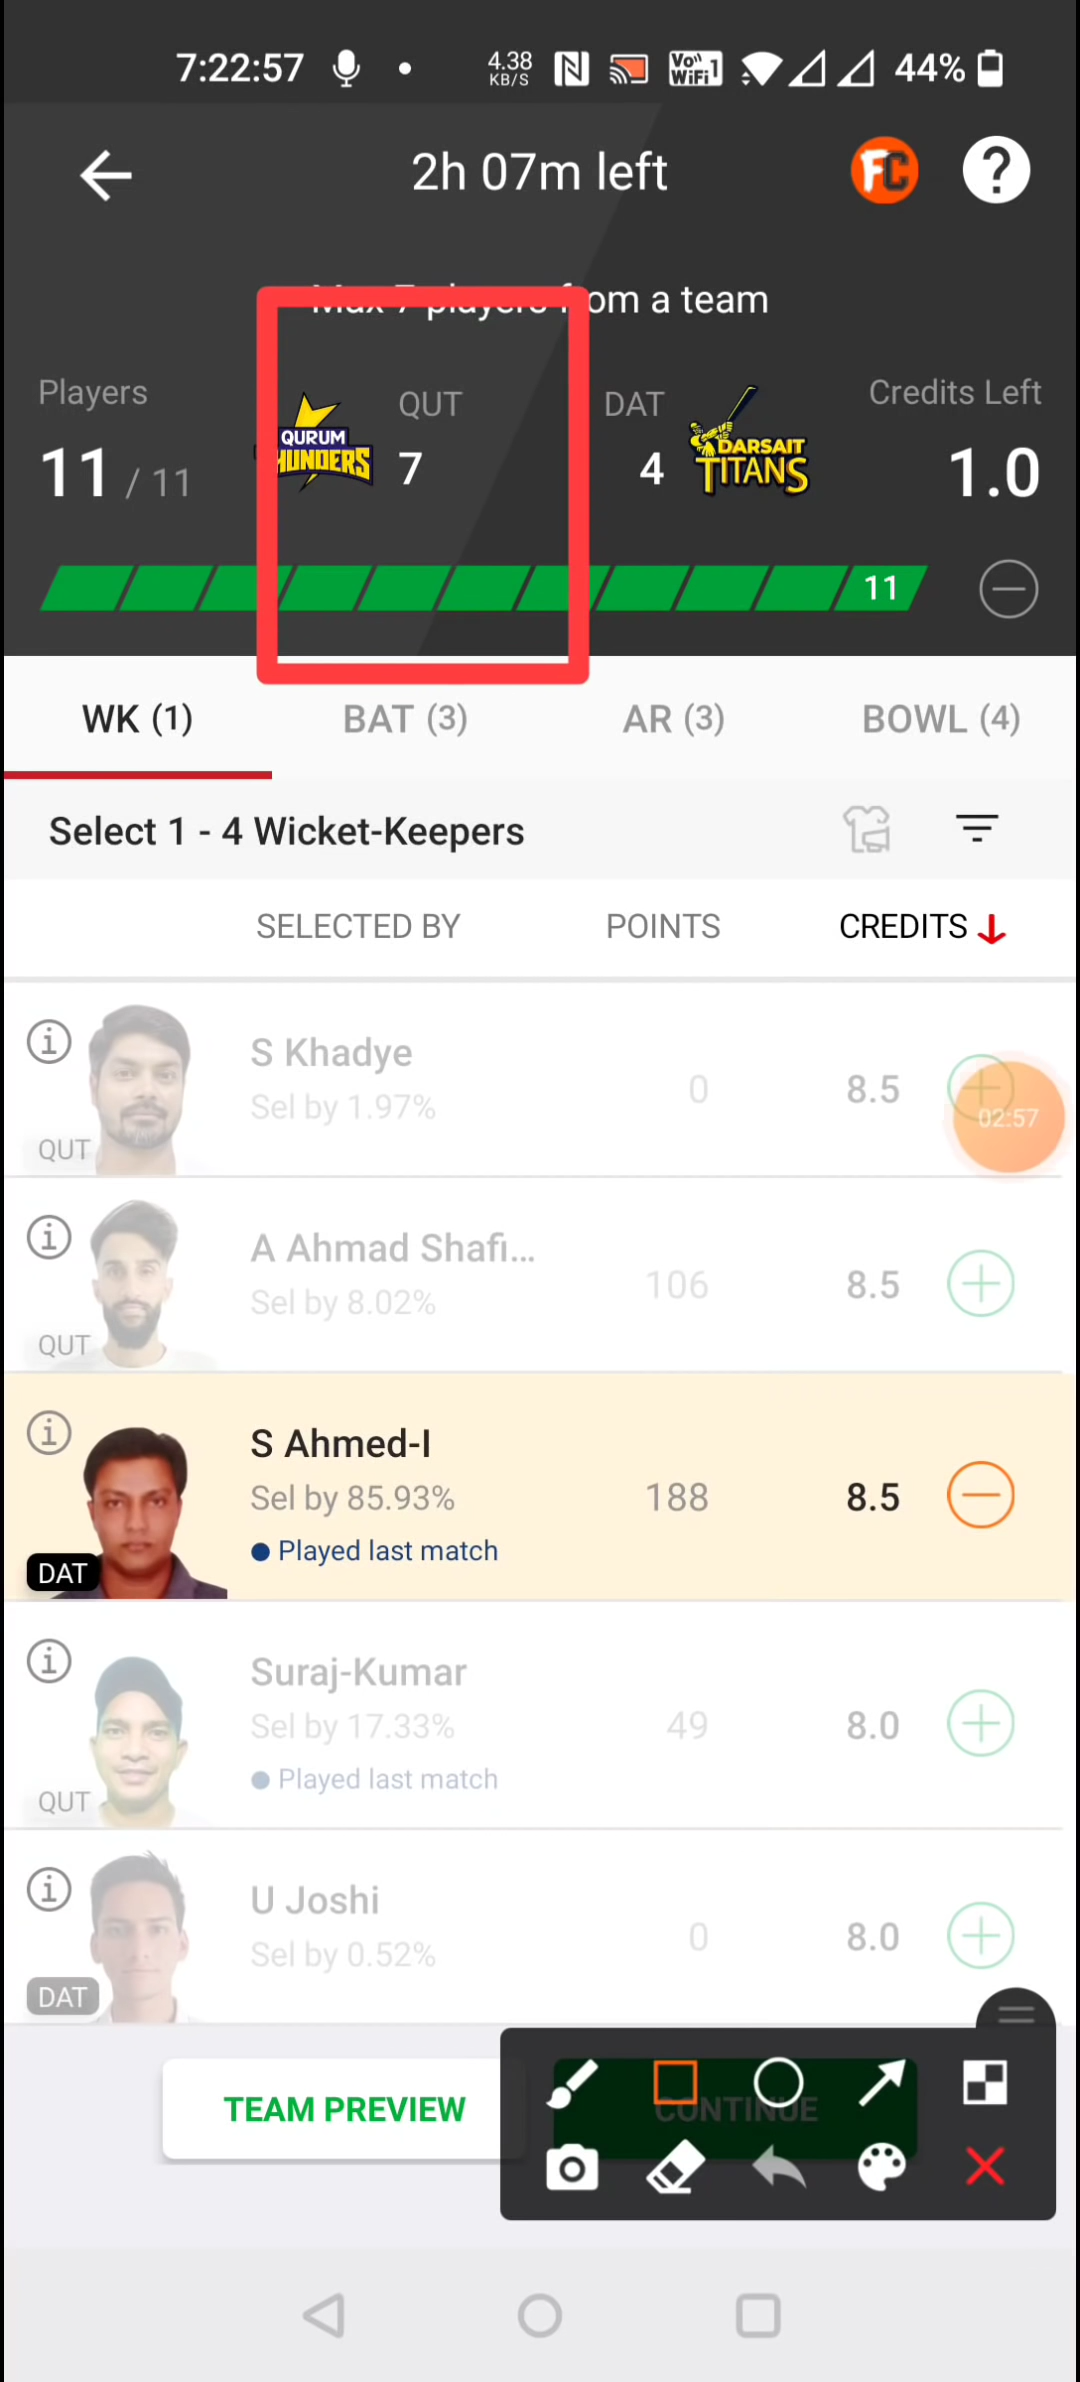 7:22:57 4.38 KB/S Vo)) WiFi 1 44%
2h 07m left FC ?
Max 7 players from a team
Players QUT DAT Credits Left
11 / 11 QURUM THUNDERS 7 4 DARSAIT TITANS 1.0
11
WK (1) BAT (3) AR (3) BOWL (4)
Select 1 - 4 Wicket-Keepers
SELECTED BY POINTS CREDITS
S Khadye
Sel by 1.97% 0 8.5
02:57
QUT
A Ahmad Shafi...
Sel by 8.02% 106 8.5
QUT
S Ahmed-I
Sel by 85.93% 188 8.5
Played last match
DAT
Suraj-Kumar
Sel by 17.33% 49 8.0
Played last match
QUT
U Joshi
Sel by 0.52% 0 8.0
DAT
TEAM PREVIEW CONTINUE